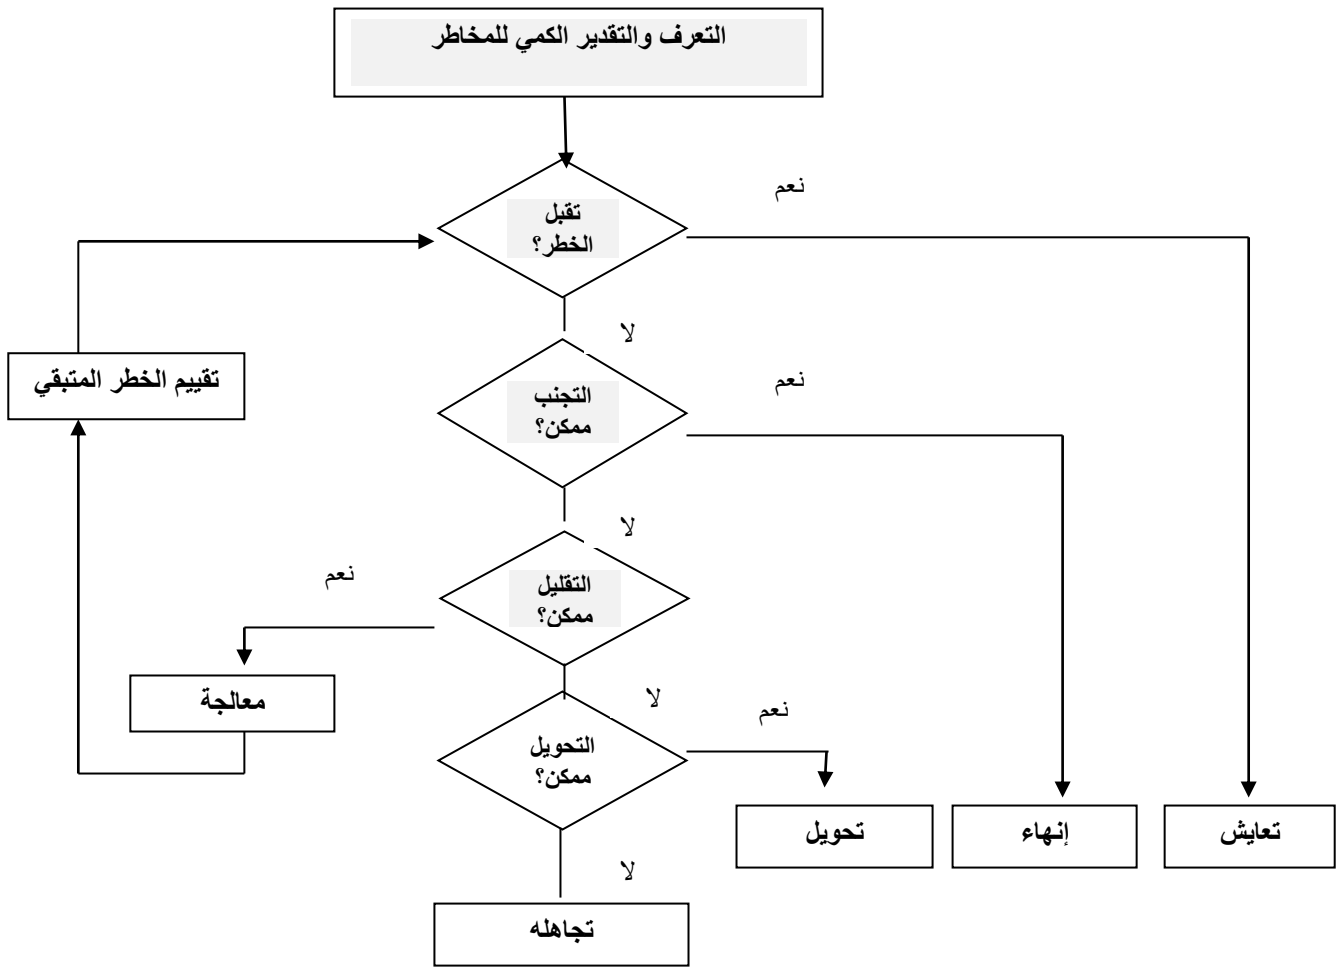 التعرف والتقدير الكمي للمخاطر
نعم
تقبل
الخطر؟
لا
تقييم الخطر المتبقي
نعم
التجنب
ممكن؟
لا
نعم
التقليل
ممكن؟
معالجة
لا
نعم
التحويل
ممكن؟
تعايش
إنهاء
تحويل
لا
تجاهله